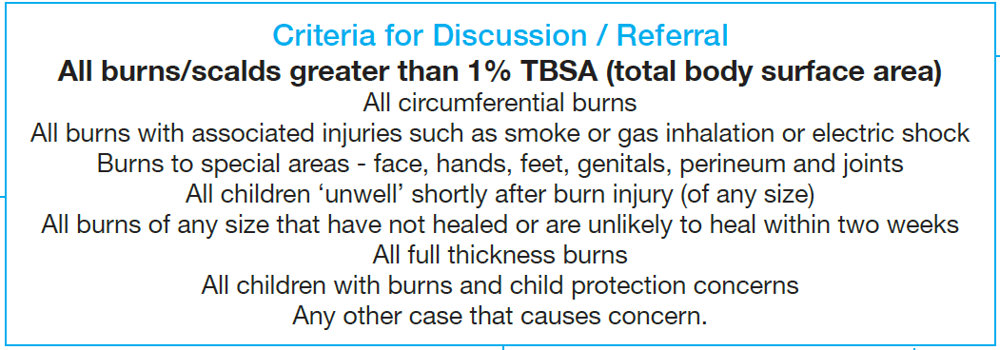 Criteria for Discussion / Referral
All burns/scalds greater than 1% TBSA (total body surface area)
All circumferential burns
All burns with associated injuries such as smoke or gas inhalation or electric shock
Burns to special areas - face, hands, feet, genitals, perineum and joints
All children ‘unwell’ shortly after burn injury (of any size)
All burns of any size that have not healed or are unlikely to heal within two weeks
All full thickness burns
All children with burns and child protection concerns
Any other case that causes concern.